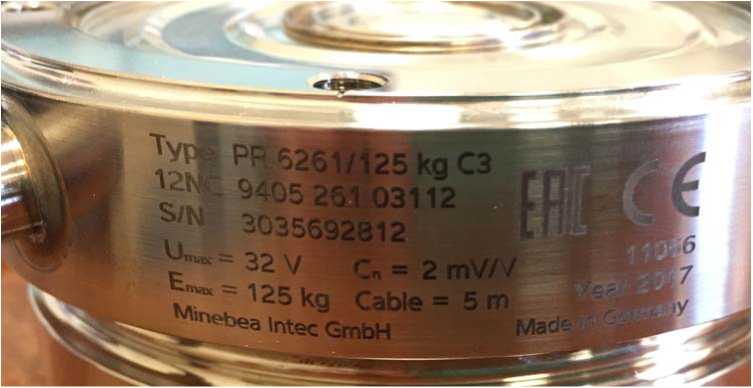 Type PR 6261/125 kg C3
12NC 9405 261 03112
S/N 3035692812
Umax = 32 V Cn = 2 mV/V
Emax = 125 kg Cable = 5 m
Minebea Intec GmbH
EAC CE
11066
Year 2017
Made in Germany